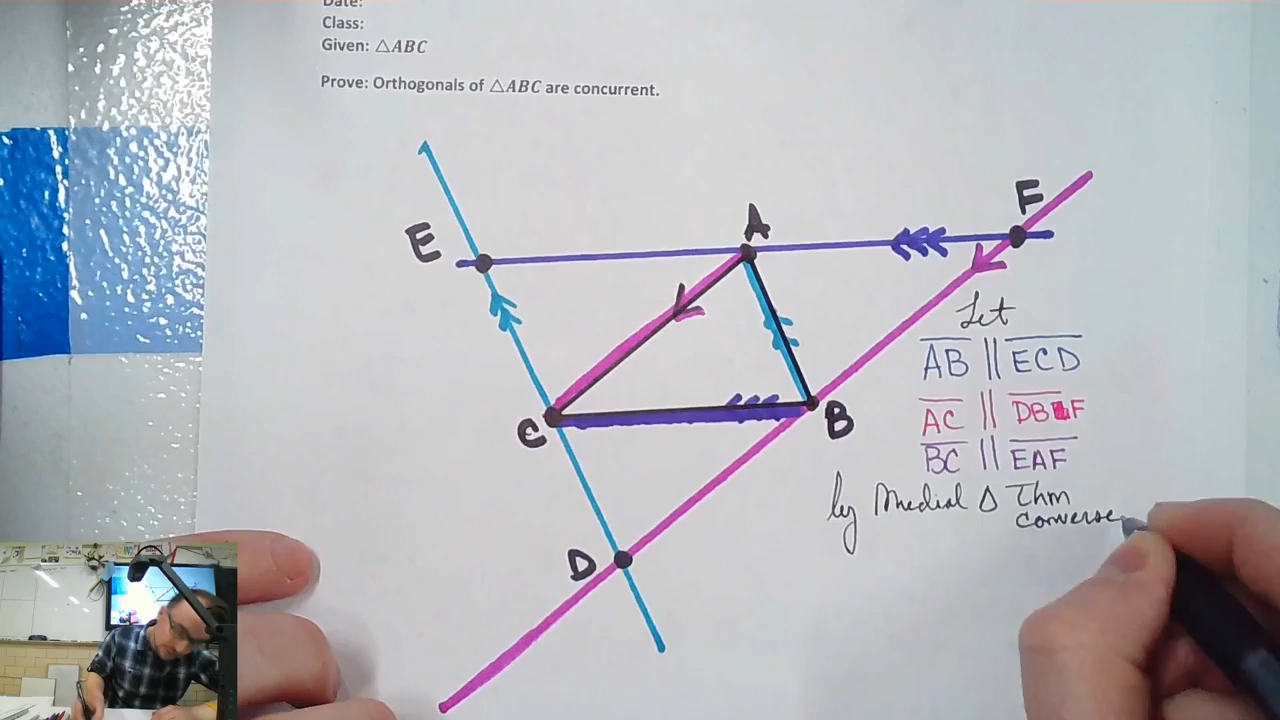 Date:
Class:
Given: △ABC
Prove: Orthogonals of △ABC are concurrent.
E
A
F
C
B
D
Let
AB || ECD
AC || DBF
BC || EAF
by Medial Δ Thm
converse